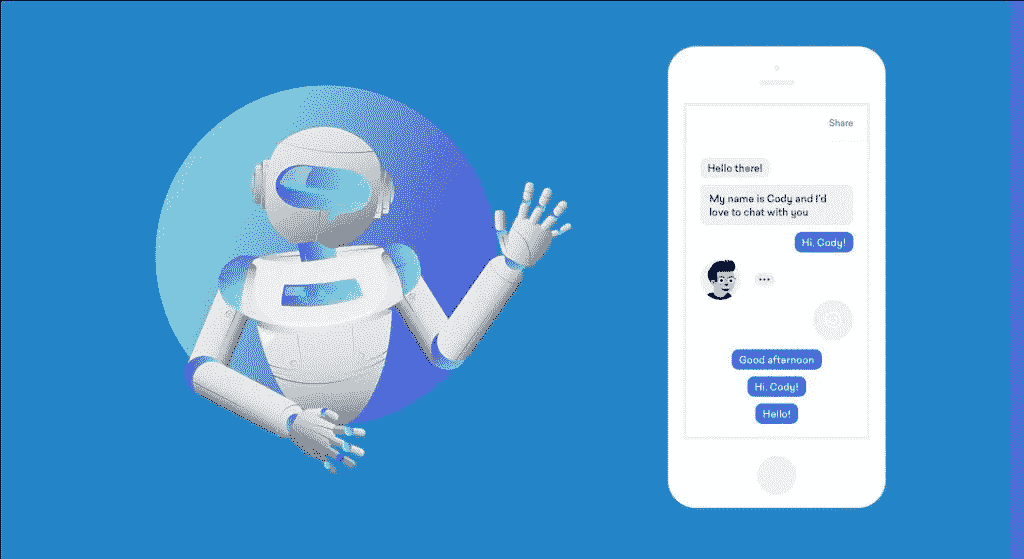 Share
Hello there!
My name is Cody and I'd
love to chat with you
Hi, Cody!
Good afternoon
Hi, Cody!
Hello!